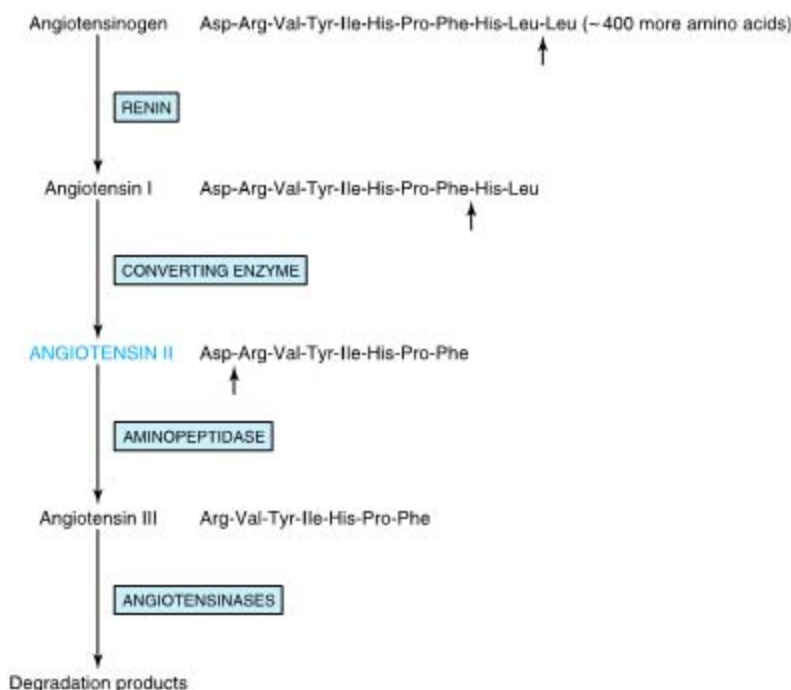 Angiotensinogen Asp-Arg-Val-Tyr-Ile-His-Pro-Phe-His-Leu-Leu (~400 more amino acids)
RENIN
Angiotensin I Asp-Arg-Val-Tyr-Ile-His-Pro-Phe-His-Leu
CONVERTING ENZYME
ANGIOTENSIN II Asp-Arg-Val-Tyr-Ile-His-Pro-Phe
AMINOPEPTIDASE
Angiotensin III Arg-Val-Tyr-Ile-His-Pro-Phe
ANGIOTENSINASES
Degradation products